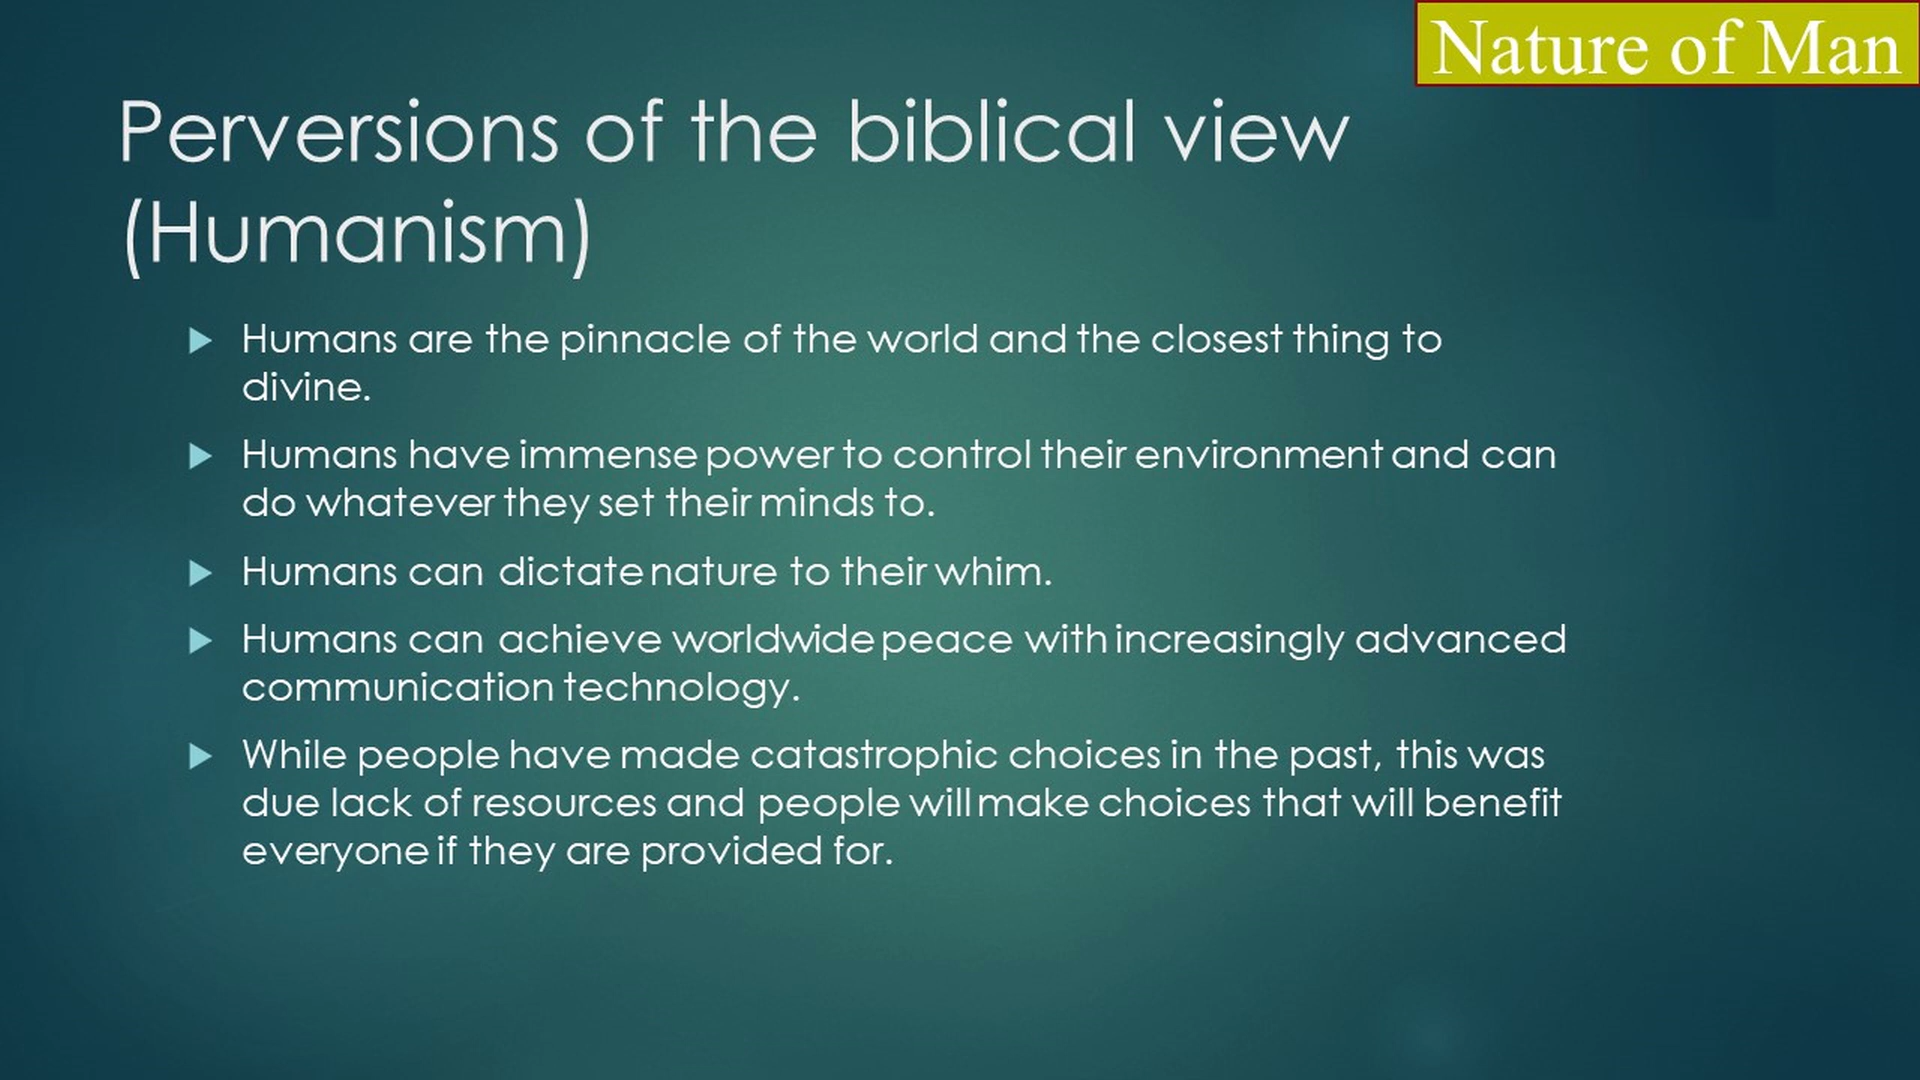 Nature of Man
Perversions of the biblical view
(Humanism)
Humans are the pinnacle of the world and the closest thing to
divine.
Humans have immense power to control their environment and can
do whatever they set their minds to.
Humans can dictate nature to their whim.
Humans can achieve worldwide peace with increasingly advanced
communication technology.
While people have made catastrophic choices in the past, this was
due lack of resources and people will make choices that will benefit
everyone if they are provided for.